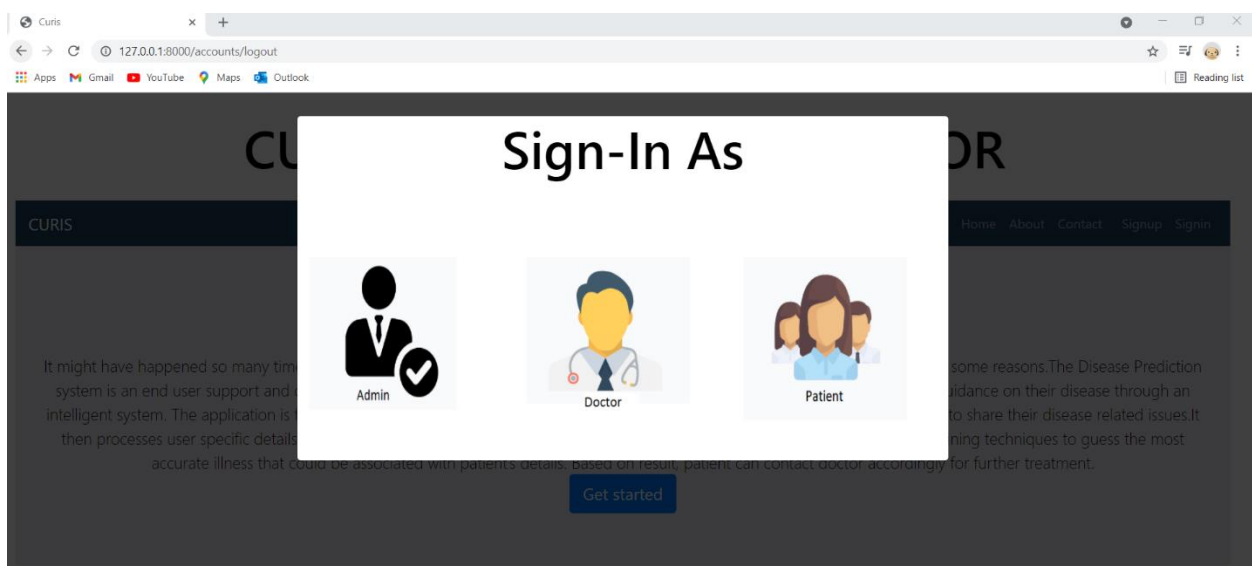 Curis
127.0.0.1:8000/accounts/logout
Apps Gmail YouTube Maps Outlook Reading list
CU OR
Sign-In As
CURIS Home About Contact Signup Signin
Admin Doctor Patient
It might have happened so many some reasons.The Disease Prediction
system is an end user support and on their disease through an
intelligent system. The application is to share their disease related issues.It
then processes user specific details techniques to guess the most
accurate illness that could be associated with patient's details. Based on result, patient can contact doctor accordingly for further treatment.
Get started